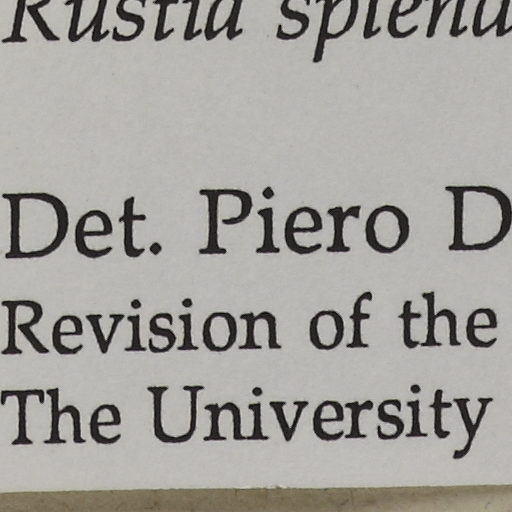 Rustia splend
Det. Piero D
Revision of the
The University